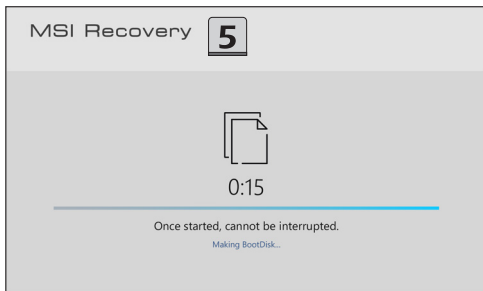 MSI Recovery 5
0:15
Once started, cannot be interrupted.
Making BootDisk...